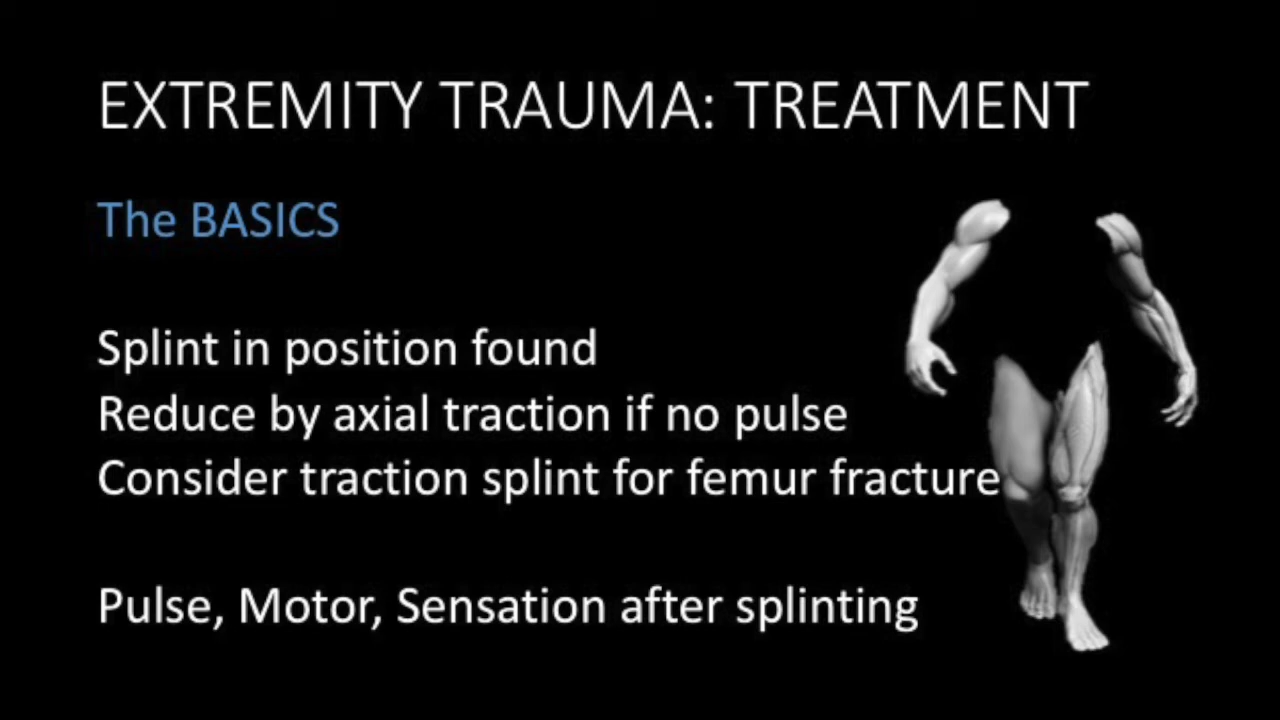 EXTREMITY TRAUMA: TREATMENT
The BASICS
Splint in position found
Reduce by axial traction if no pulse
Consider traction splint for femur fracture
Pulse, Motor, Sensation after splinting